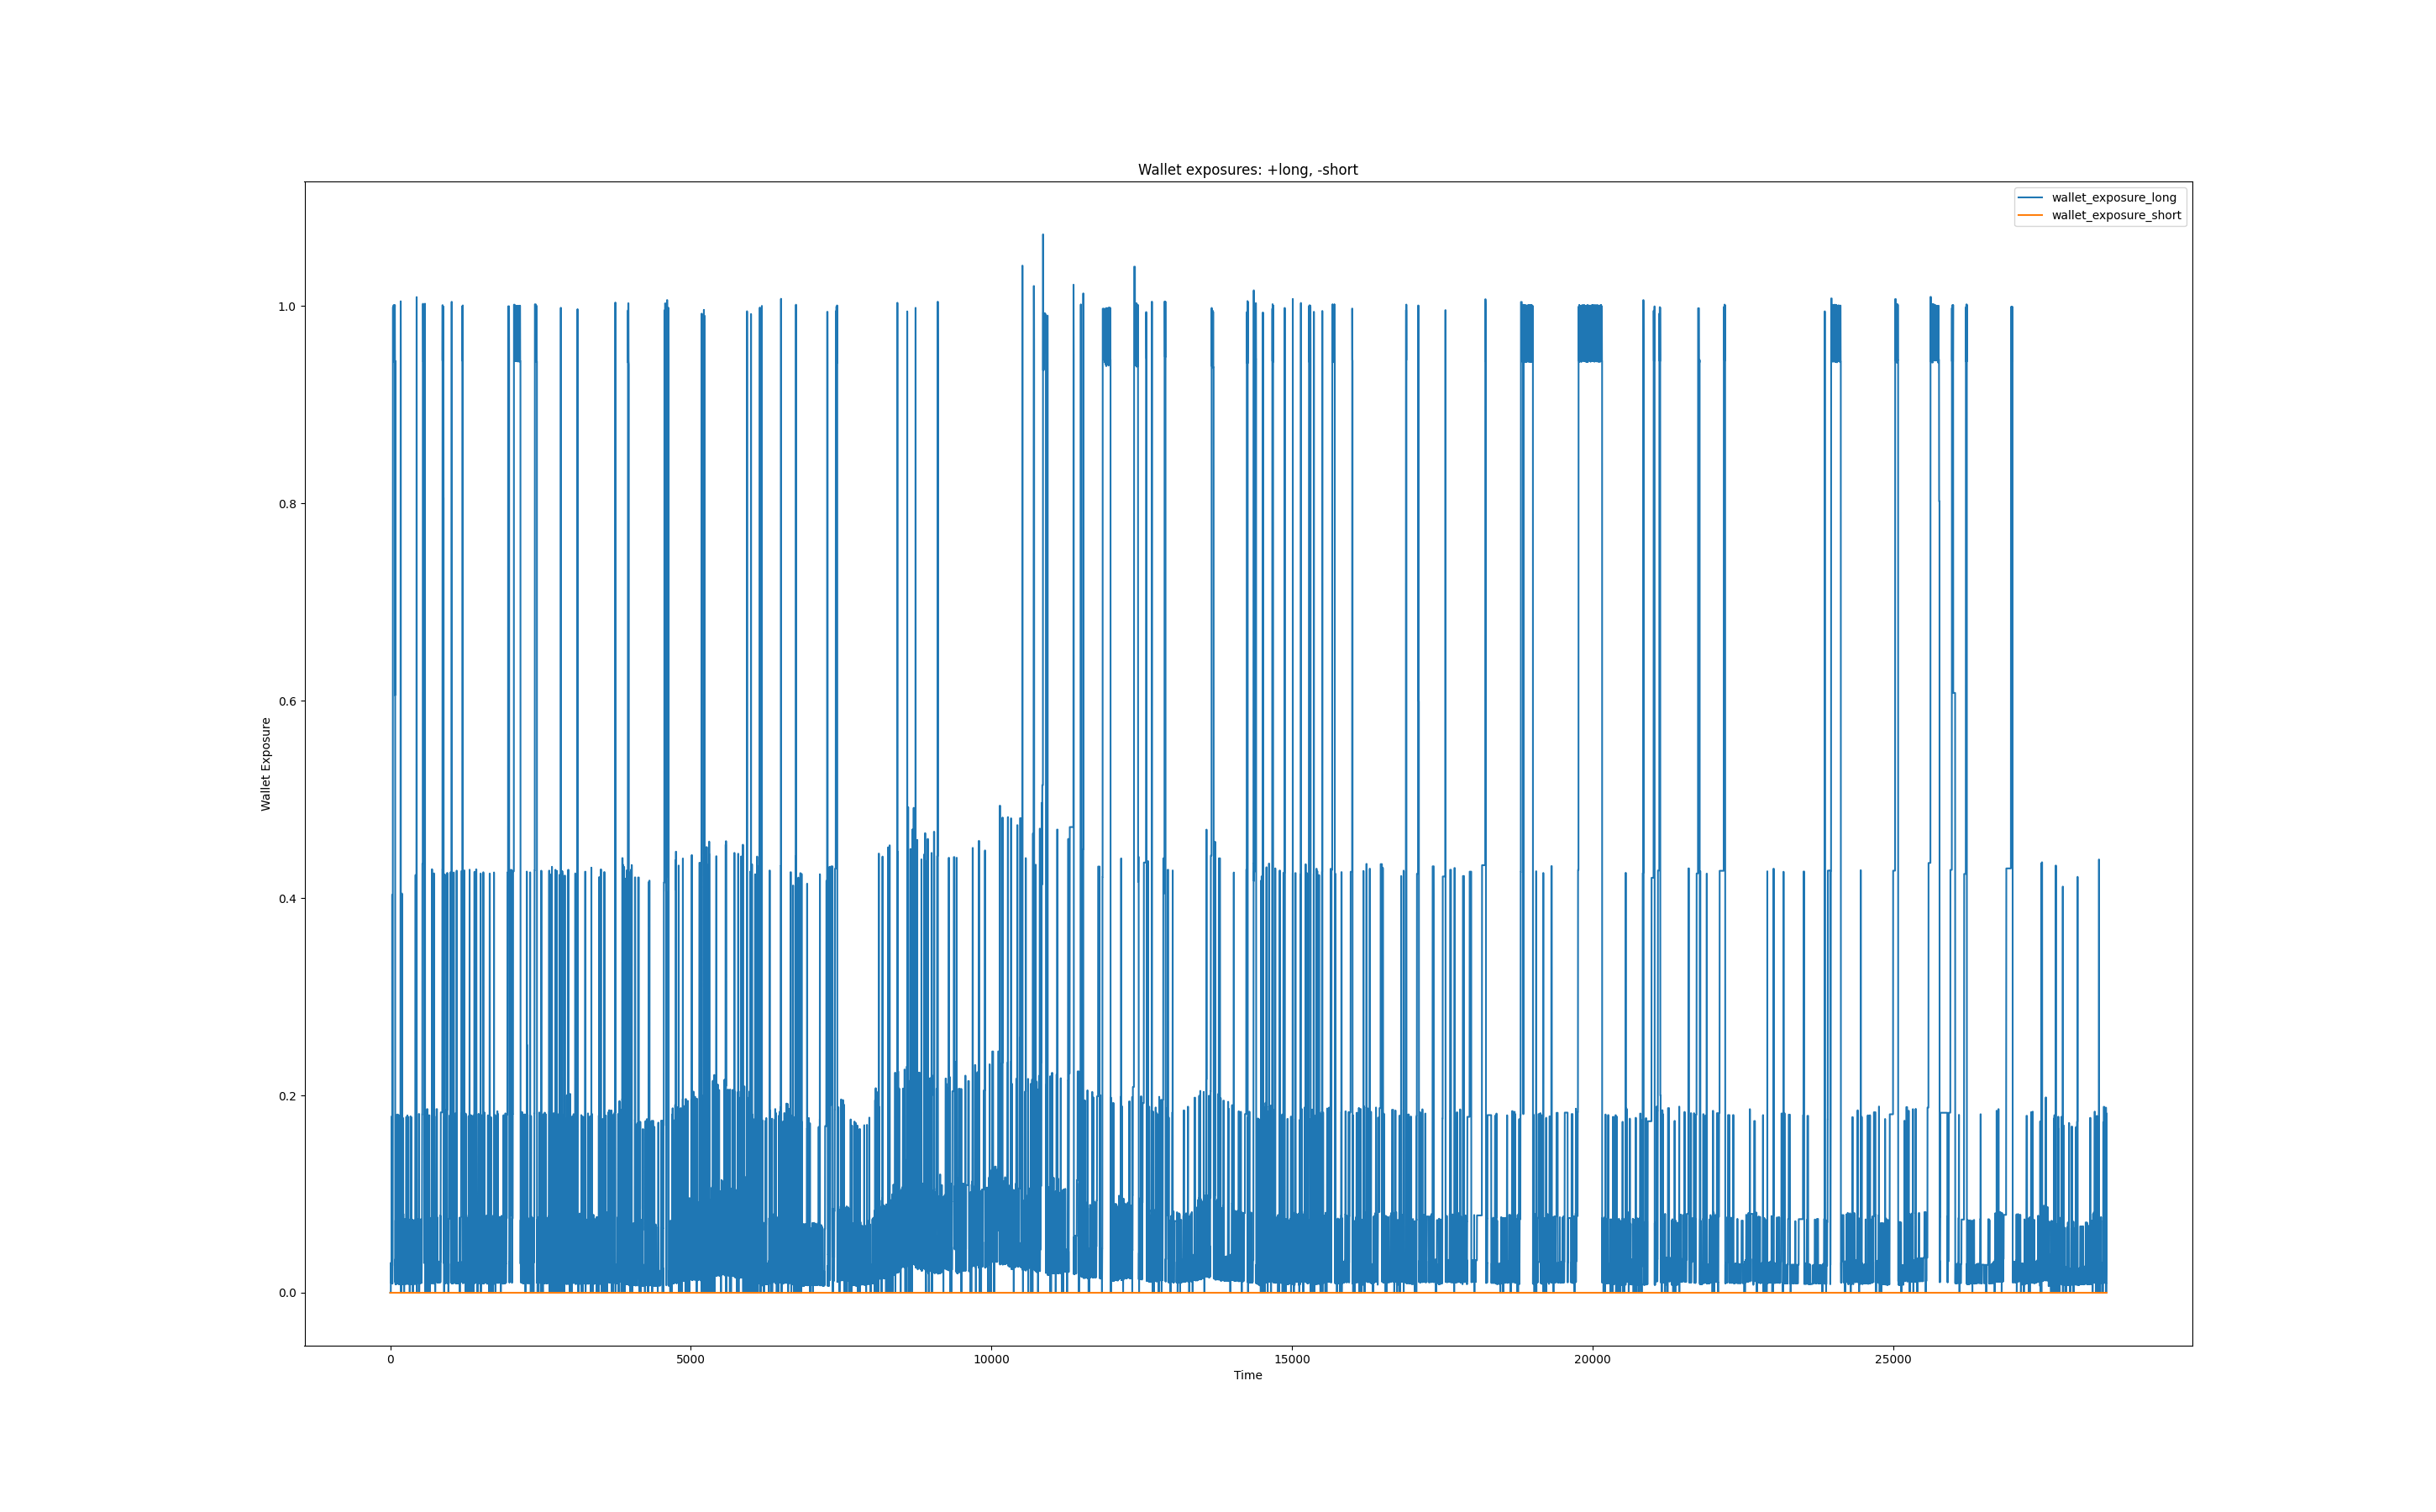 Wallet exposures: +long, -short
wallet_exposure_long
wallet_exposure_short
1.0
0.8
0.6
0.4
0.2
0.0
Wallet Exposure
0 5000 10000 15000 20000 25000
Time